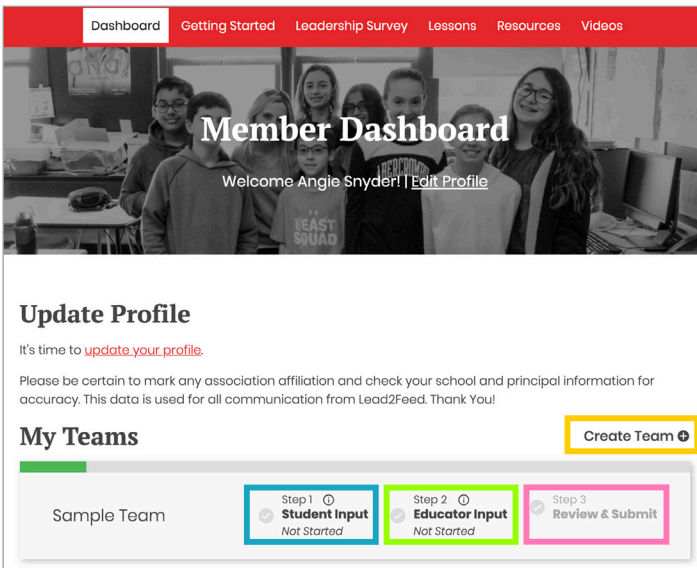 Dashboard Getting Started Leadership Survey Lessons Resources Videos
Member Dashboard
Welcome Angie Snyder! | Edit Profile
ABERCROMBIE
YEAST
SQUAD
Update Profile
It's time to update your profile.
Please be certain to mark any association affiliation and check your school and principal information for
accuracy. This data is used for all communication from Lead2Feed. Thank You!
My Teams
Create Team
Sample Team
Step 1
Student Input
Not Started
Step 2
Educator Input
Not Started
Step 3
Review & Submit